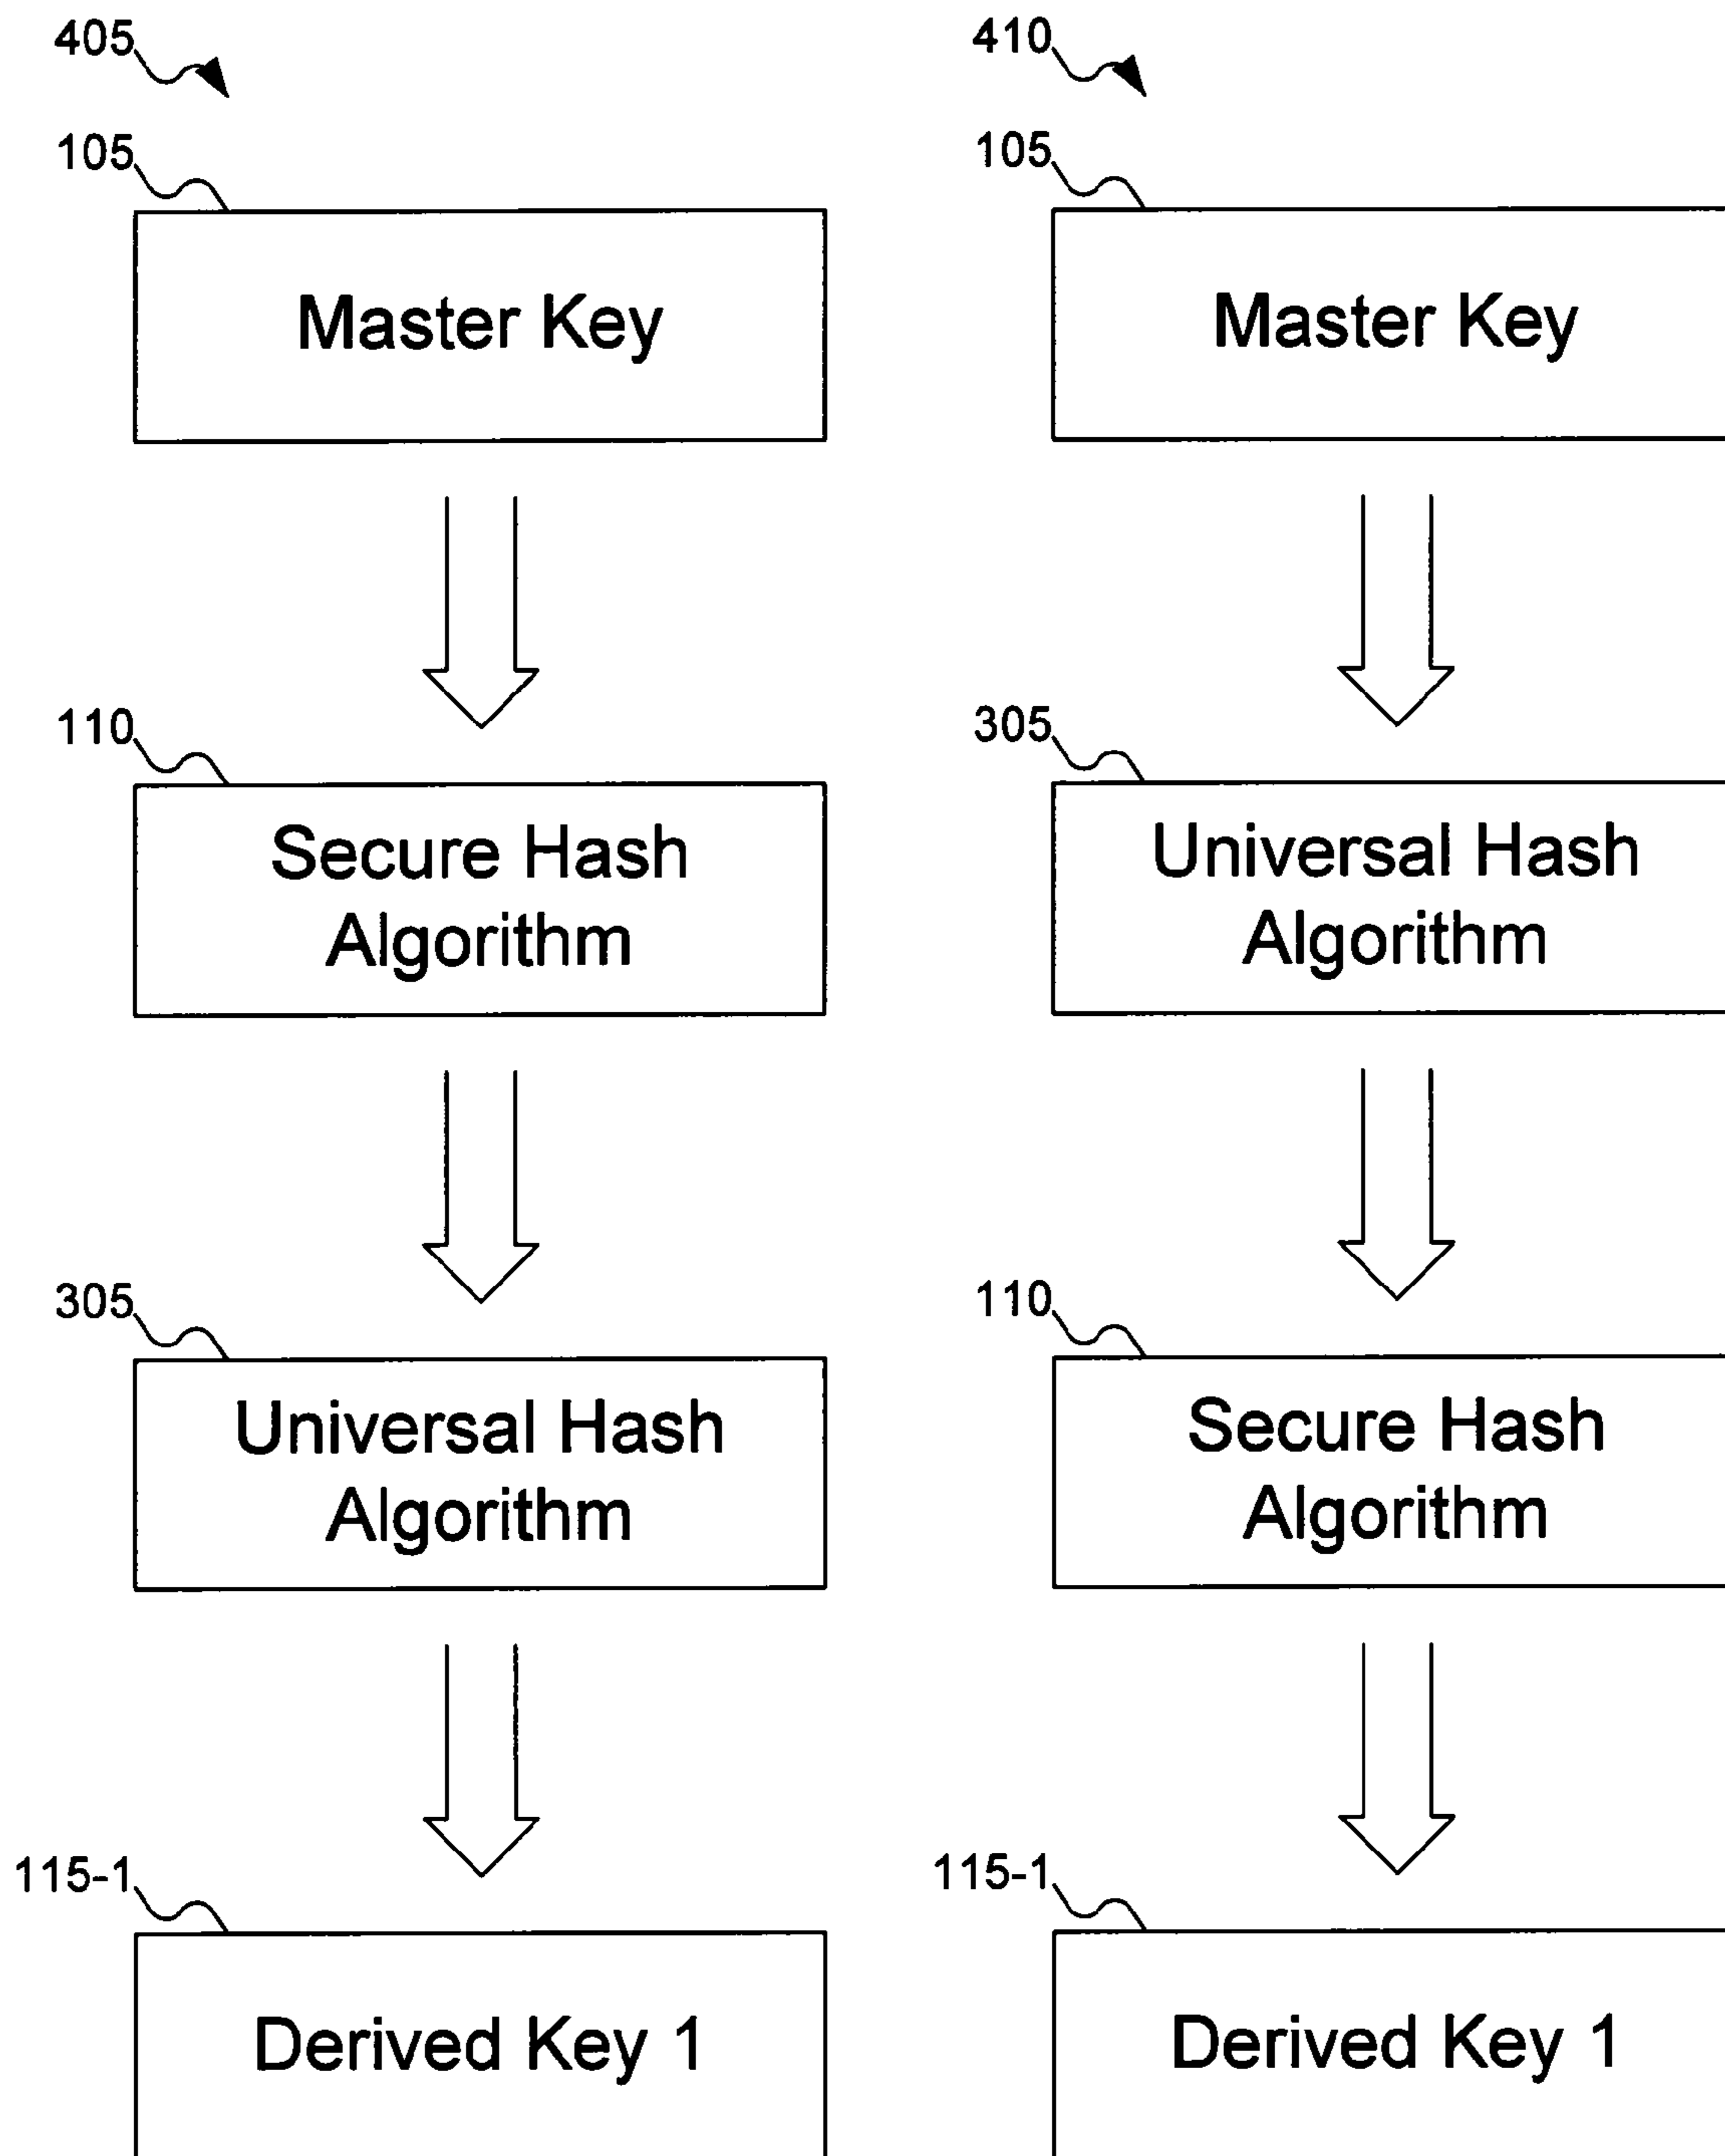 405
105
Master Key
110
Secure Hash
Algorithm
305
Universal Hash
Algorithm
115-1
Derived Key 1
410
105
Master Key
305
Universal Hash
Algorithm
110
Secure Hash
Algorithm
115-1
Derived Key 1